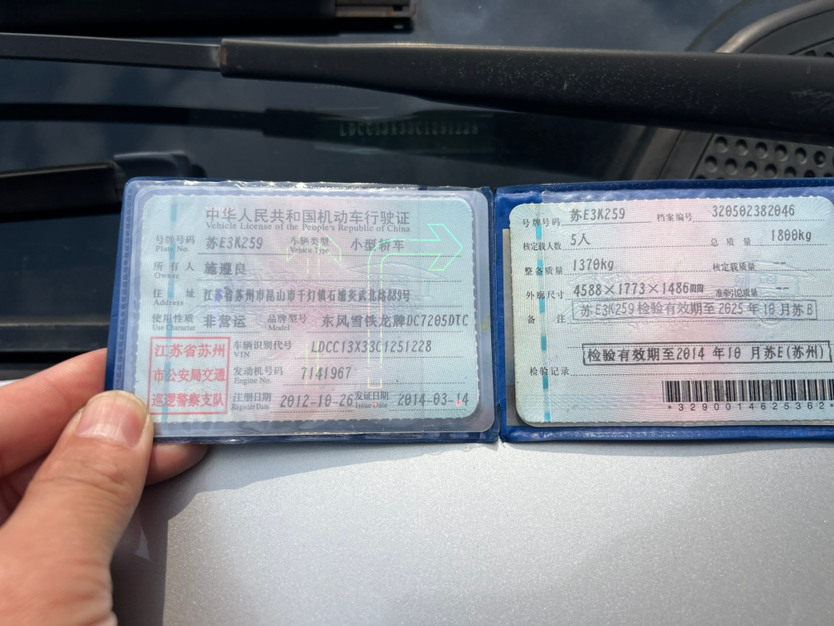 LDCC13X33C1251228
中华人民共和国机动车行驶证
Vehicle License of the People's Republic of China
号牌号码 苏E3K259 车辆类型 小型轿车
Plate No. Vehicle Type
所有人 施遵良
Owner
住址 江苏省苏州市昆山市千灯镇石浦炎武北路889号
Address
使用性质 非营运 品牌型号 东风雪铁龙牌DC7205DTC
Use Character Model
江苏省苏州
市公安局交通
巡逻警察支队
车辆识别代号 LDCC13X33C1251228
VIN
发动机号码 7141967
Engine No.
注册日期 2012-10-26 发证日期 2014-03-14
Register Date Issue Date
号牌号码 苏E3K259 档案编号 320502382046
核定载人数 5人 总质量 1800kg
整备质量 1370kg 核定载质量 --
外廓尺寸 4588×1773×1486mm 准牵引总质量 --
备注 苏E3K259检验有效期至2025年10月苏B
检验有效期至2014年10月苏E(苏州)
检验记录
*3290014625362*